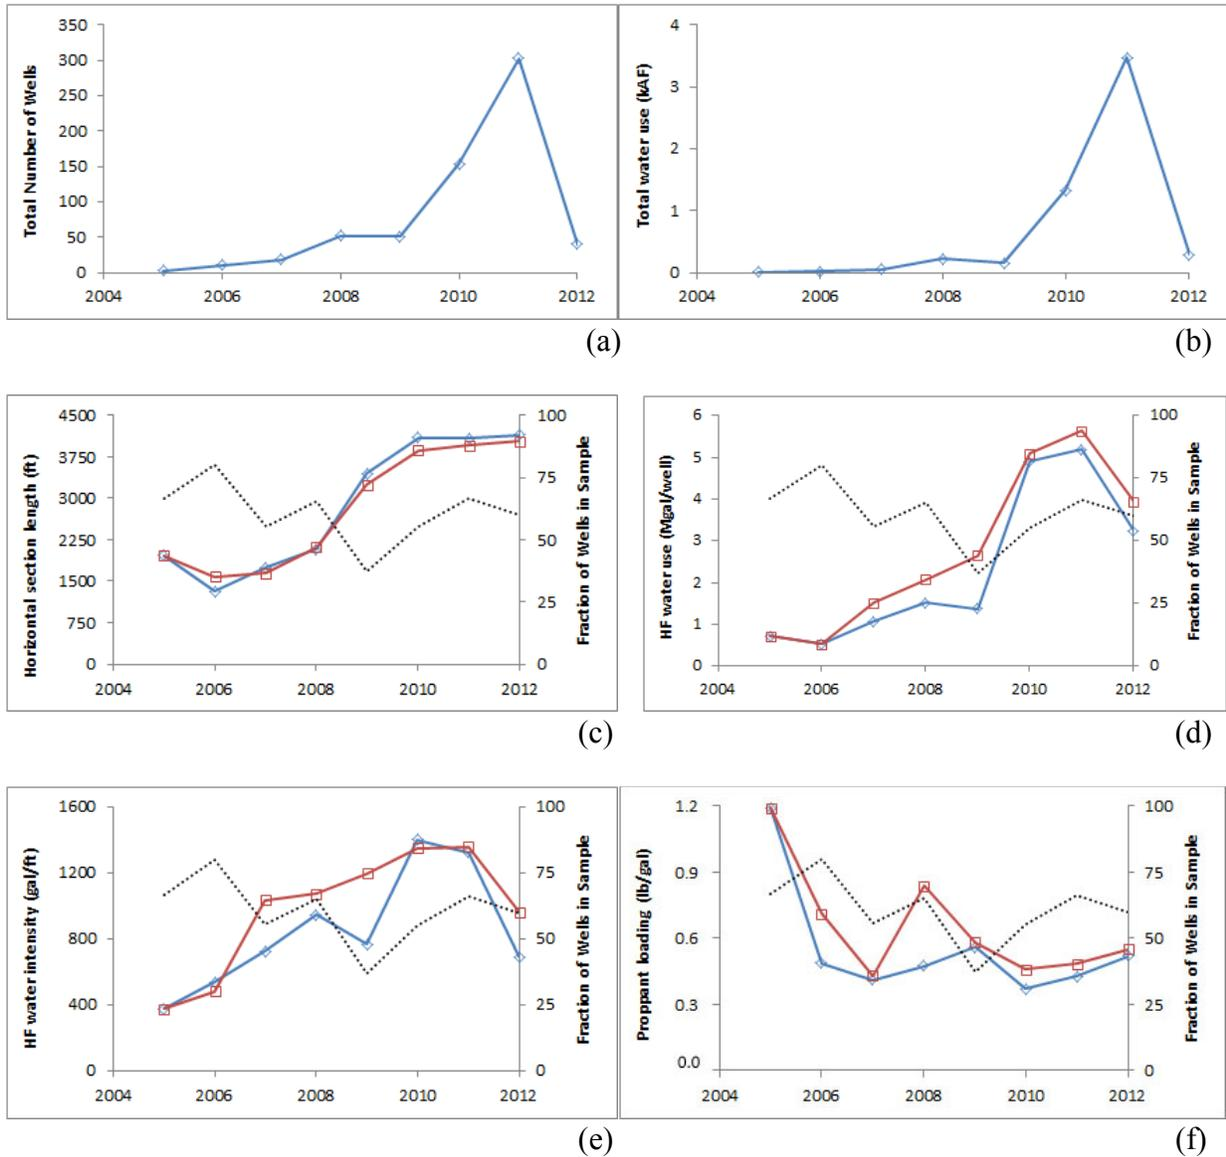 Total Number of Wells
350
300
250
200
150
100
50
0
2004 2006 2008 2010 2012
(a)
Total water use (kAF)
4
3
2
1
0
2004 2006 2008 2010 2012
(b)
Horizontal section length (ft)
4500
3750
3000
2250
1500
750
0
2004 2006 2008 2010 2012
100
75
50
25
0
Fraction of Wells in Sample
(c)
HF water use (Mgal/well)
6
5
4
3
2
1
0
2004 2006 2008 2010 2012
100
75
50
25
0
Fraction of Wells in Sample
(d)
HF water intensity (gal/ft)
1600
1200
800
400
0
2004 2006 2008 2010 2012
100
75
50
25
0
Fraction of Wells in Sample
(e)
Proppant loading (lb/gal)
1.2
0.9
0.6
0.3
0.0
2004 2006 2008 2010 2012
100
75
50
25
0
Fraction of Wells in Sample
(f)